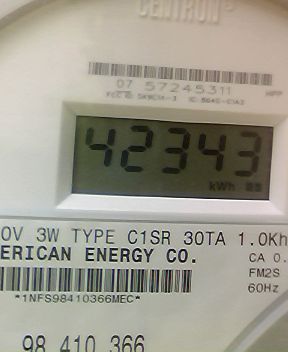 CENTRON
07 57245311
42343
kWh
0V 3W TYPE C1SR 30TA 1.0Kh
ERICAN ENERGY CO.
CA 0.
FM2S
60Hz
*1NFS98410366MEC*
98 410 366